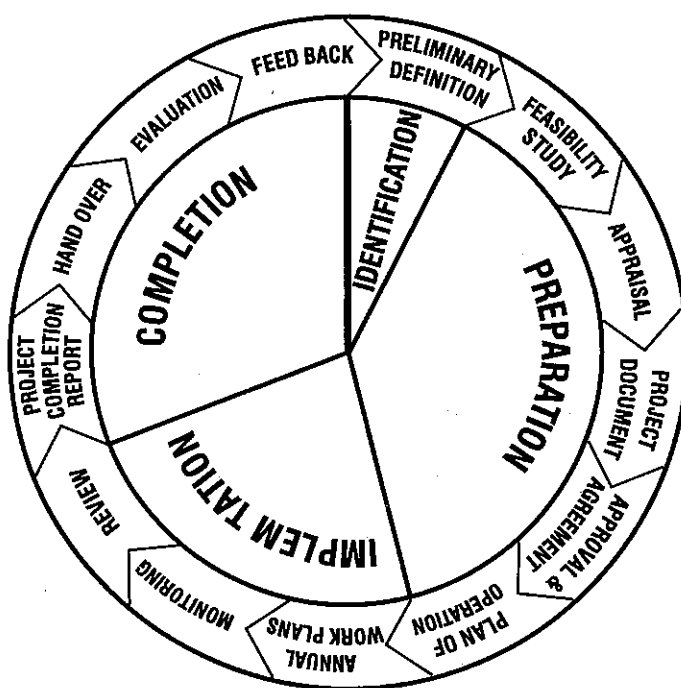 PRELIMINARY
DEFINITION
FEASIBILITY
STUDY
APPRAISAL
PROJECT
DOCUMENT
APPROVAL &
AGREEMENT
PLAN OF
OPERATION
ANNUAL
WORK PLANS
MONITORING
REVIEW
PROJECT
COMPLETION
REPORT
HAND OVER
EVALUATION
FEED BACK
IDENTIFICATION
PREPARATION
IMPLEM TATION
COMPLETION